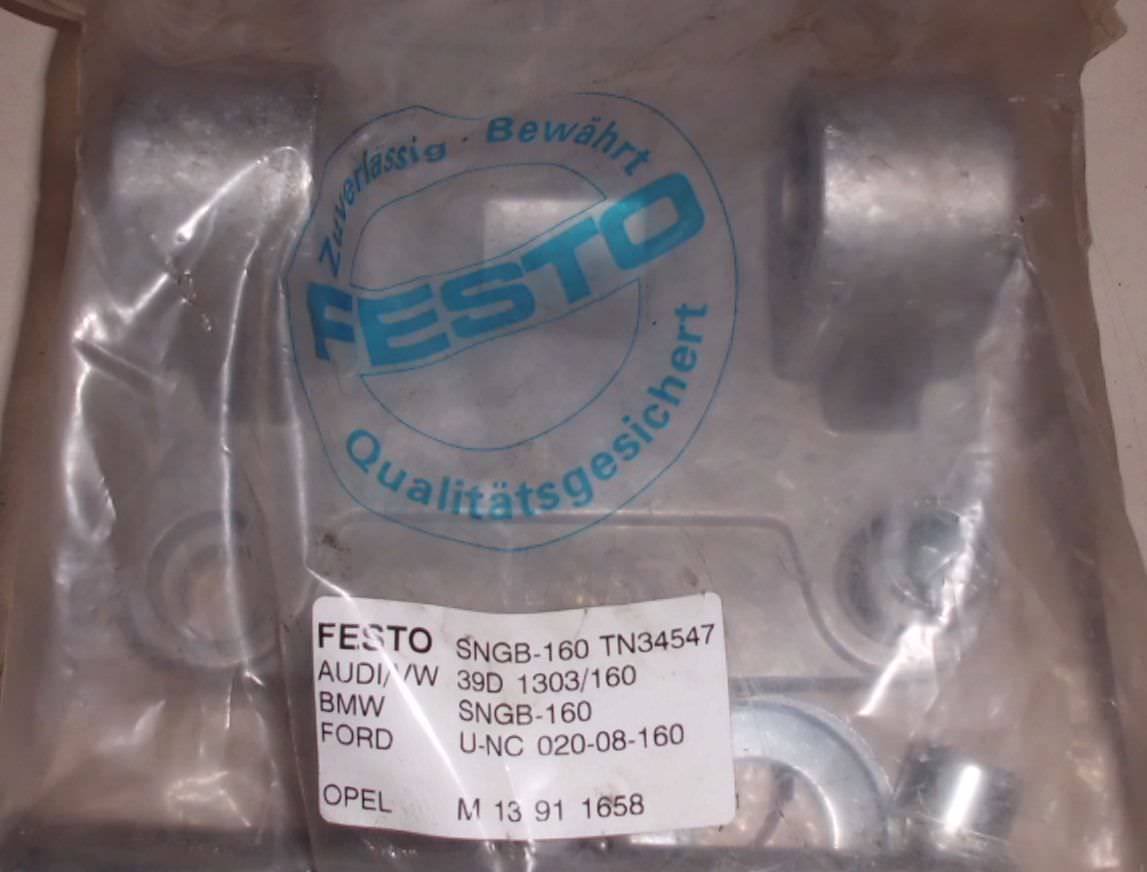 Zuverlässig · Bewährt
FESTO
Qualitätsgesichert
FESTO SNGB-160 TN34547
AUDI/VW 39D 1303/160
BMW SNGB-160
FORD U-NC 020-08-160
OPEL M 13 91 1658